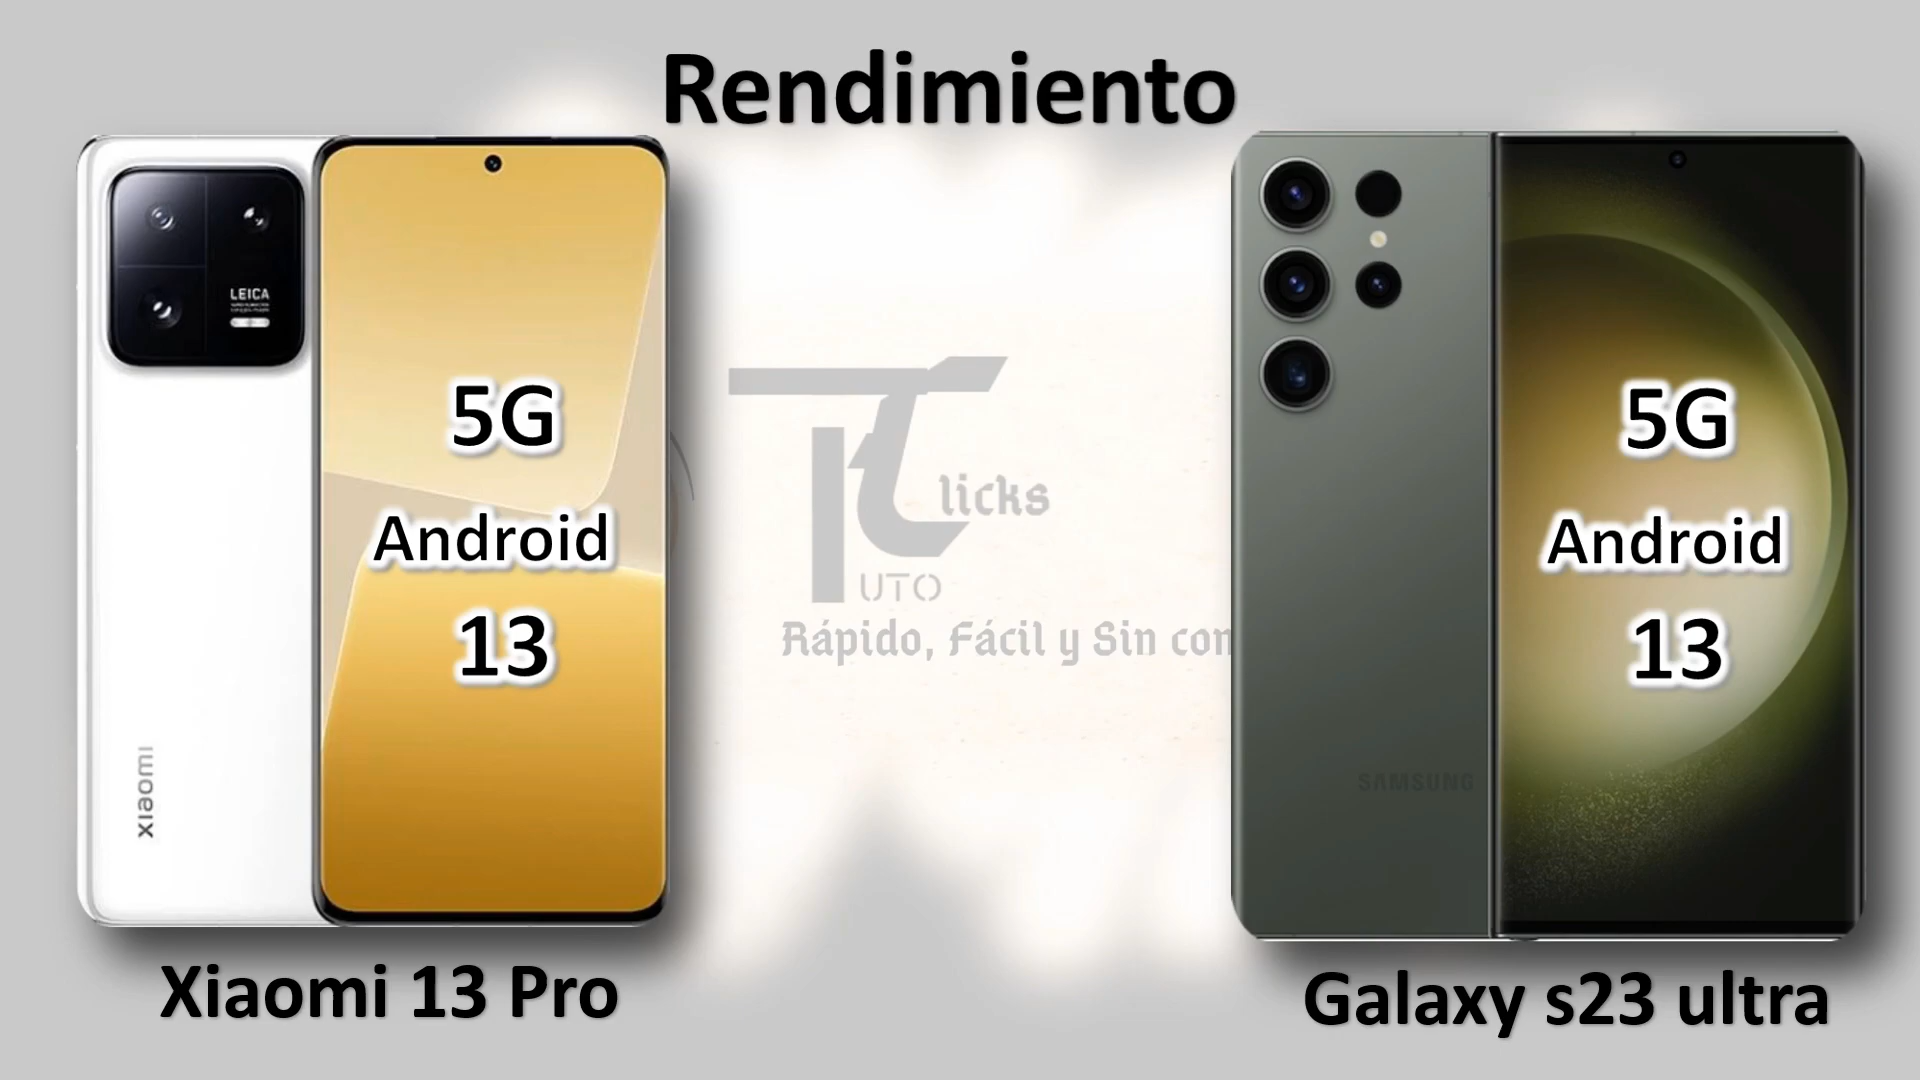 Rendimiento
LEICA
5G
Android
13
xiaomi
Xiaomi 13 Pro
licks
UTO
Rápido, Fácil y Sin con
5G
Android
13
SAMSUNG
Galaxy s23 ultra